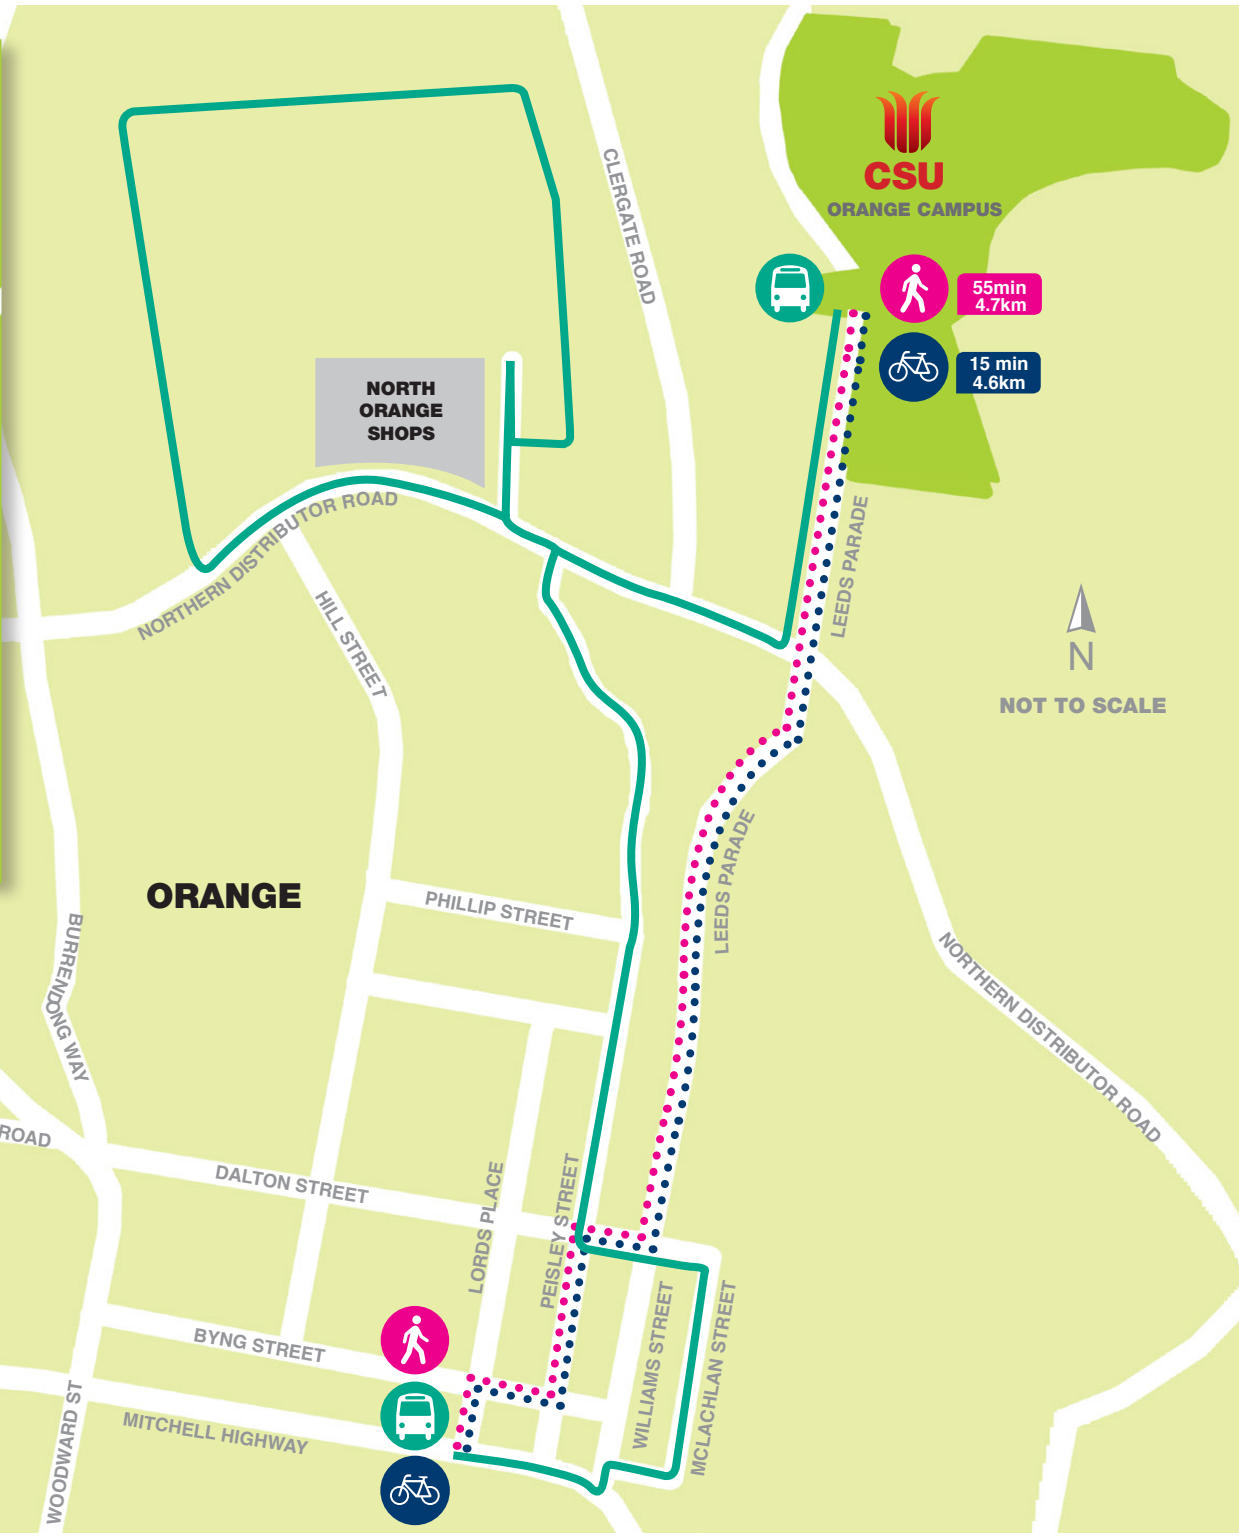 CLERGATE ROAD
CSU
ORANGE CAMPUS
55min
4.7km
15 min
4.6km
NORTH
ORANGE
SHOPS
NORTHERN DISTRIBUTOR ROAD
HILL STREET
LEEDS PARADE
N
NOT TO SCALE
LEEDS PARADE
ORANGE
PHILLIP STREET
BURRENDONG WAY
NORTHERN DISTRIBUTOR ROAD
ROAD
DALTON STREET
LORDS PLACE
PEISLEY STREET
BYNG STREET
WILLIAMS STREET
MCLACHLAN STREET
MITCHELL HIGHWAY
WOODWARD ST